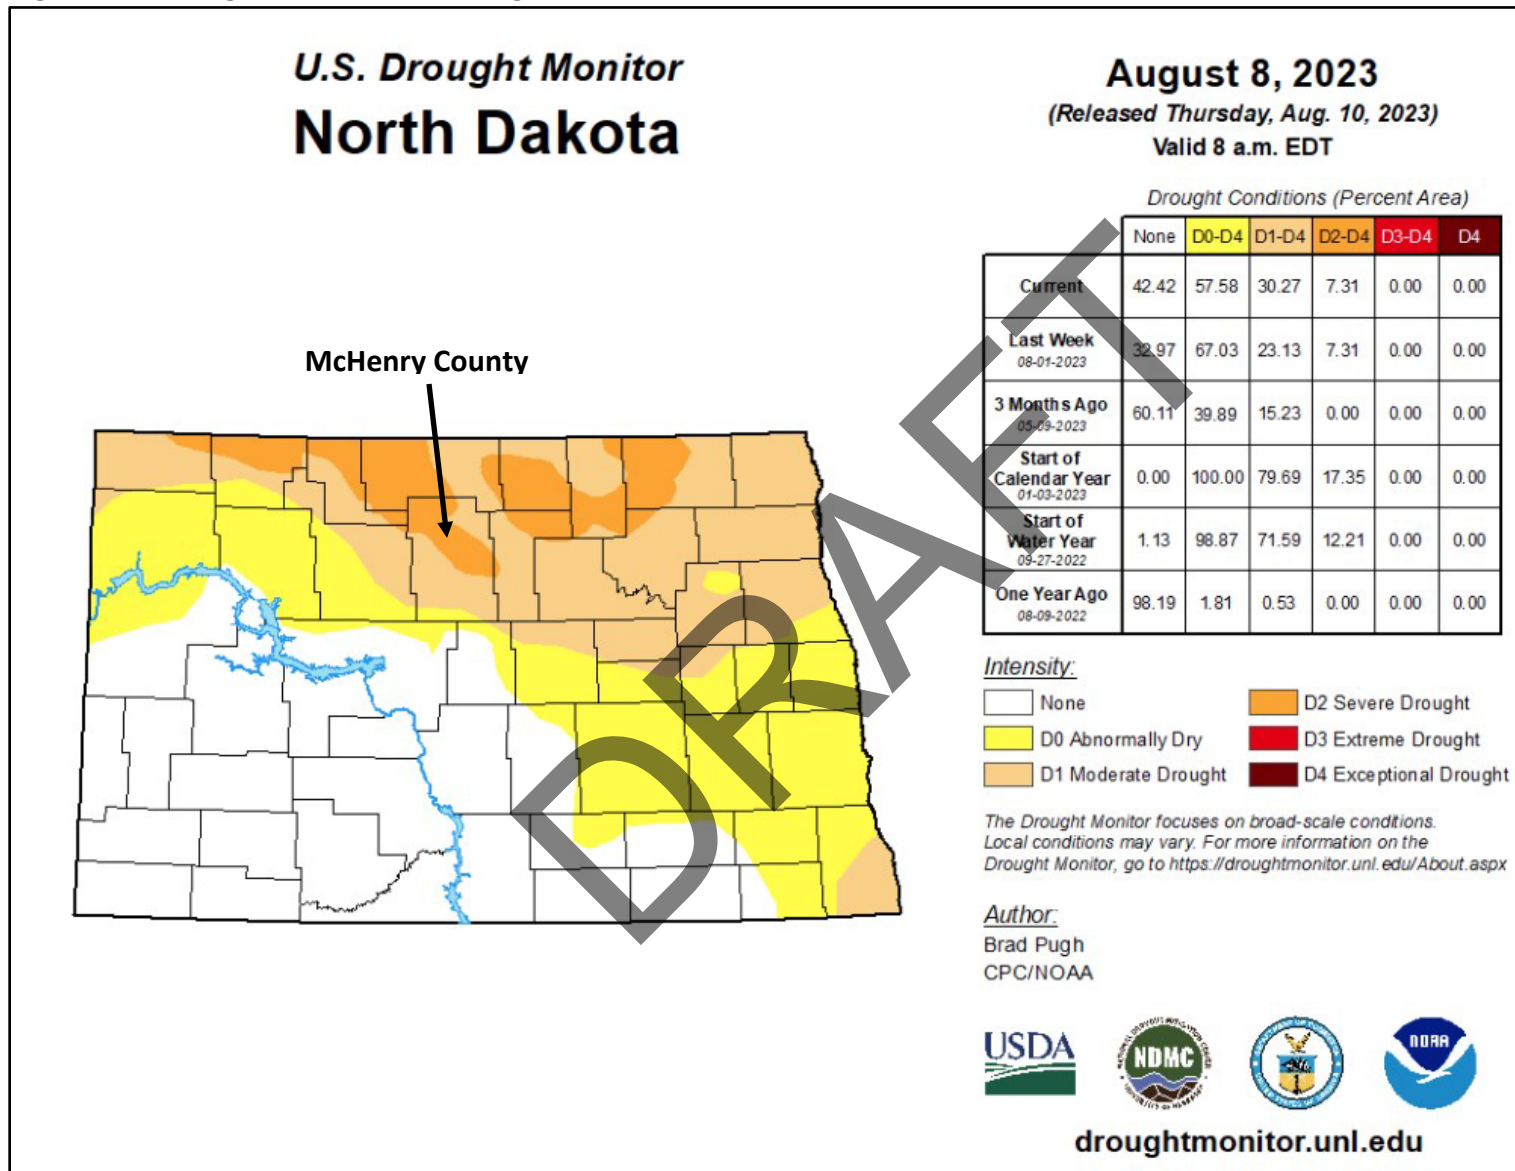 U.S. Drought Monitor
North Dakota
August 8, 2023
(Released Thursday, Aug. 10, 2023)
Valid 8 a.m. EDT
Drought Conditions (Percent Area)
None D0-D4 D1-D4 D2-D4 D3-D4 D4
Current 42.42 57.58 30.27 7.31 0.00 0.00
Last Week
08-01-2023
32.97 67.03 23.13 7.31 0.00 0.00
3 Months Ago
05-09-2023
60.11 39.89 15.23 0.00 0.00 0.00
Start of
Calendar Year
01-03-2023
0.00 100.00 79.69 17.35 0.00 0.00
Start of
Water Year
09-27-2022
1.13 98.87 71.59 12.21 0.00 0.00
One Year Ago
08-09-2022
98.19 1.81 0.53 0.00 0.00 0.00
McHenry County
DRAFT
Intensity:
None
D0 Abnormally Dry
D1 Moderate Drought
D2 Severe Drought
D3 Extreme Drought
D4 Exceptional Drought
The Drought Monitor focuses on broad-scale conditions.
Local conditions may vary. For more information on the
Drought Monitor, go to https://droughtmonitor.unl.edu/About.aspx
Author:
Brad Pugh
CPC/NOAA
USDA
NDMC
NOAA
droughtmonitor.unl.edu